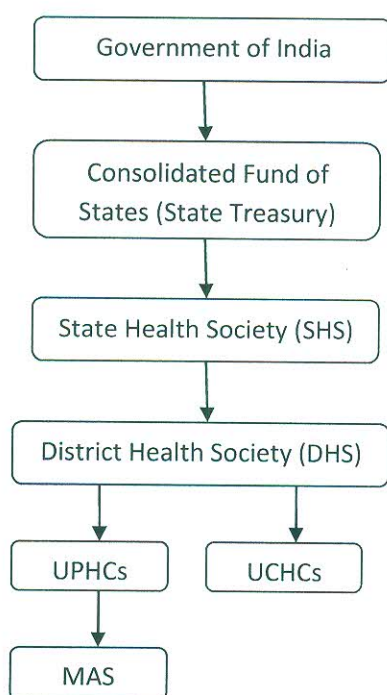 Government of India
Consolidated Fund of
States (State Treasury)
State Health Society (SHS)
District Health Society (DHS)
UPHCs
UCHCs
MAS